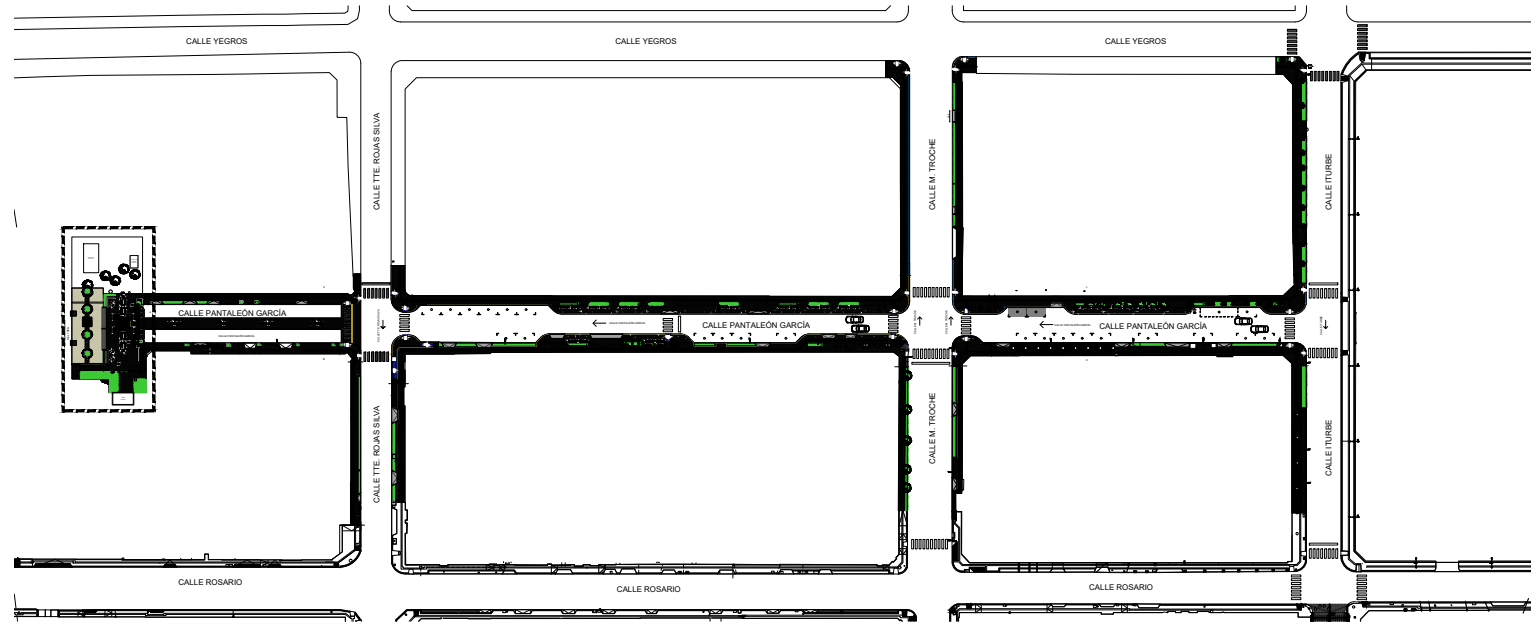 CALLE YEGROS
CALLE YEGROS
CALLE YEGROS
CALLE TTE. ROJAS SILVA
CALLE M. TROCHE
CALLE ITURBE
CALLE PANTALEÓN GARCÍA
CALLE PANTALEÓN GARCÍA
CALLE PANTALEÓN GARCÍA
CALLE TTE. ROJAS SILVA
CALLE M. TROCHE
CALLE ITURBE
CALLE ROSARIO
CALLE ROSARIO
CALLE ROSARIO